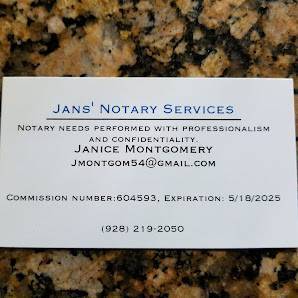 Jans' Notary Services
Notary needs performed with professionalism
and confidentiality.
Janice Montgomery
Jmontgom54@gmail.com
Commission number:604593, Expiration: 5/18/2025
(928) 219-2050